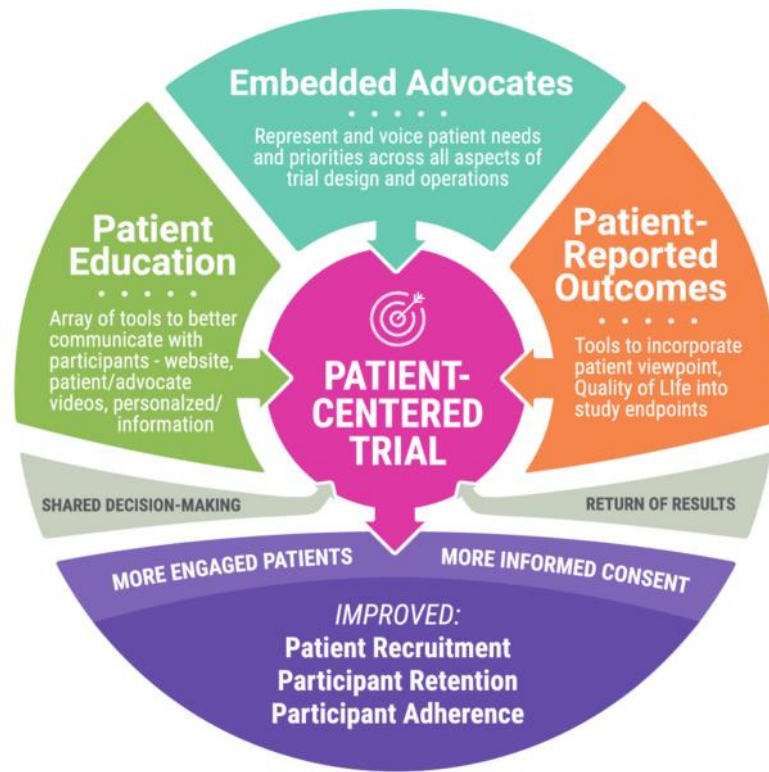 Embedded Advocates
Represent and voice patient needs
and priorities across all aspects of
trial design and operations
Patient
Education
Array of tools to better
communicate with
participants - website,
patient/advocate
videos, personalzed/
information
Patient-
Reported
Outcomes
Tools to incorporate
patient viewpoint,
Quality of LIfe into
study endpoints
PATIENT-
CENTERED
TRIAL
SHARED DECISION-MAKING
RETURN OF RESULTS
MORE ENGAGED PATIENTS
MORE INFORMED CONSENT
IMPROVED:
Patient Recruitment
Participant Retention
Participant Adherence